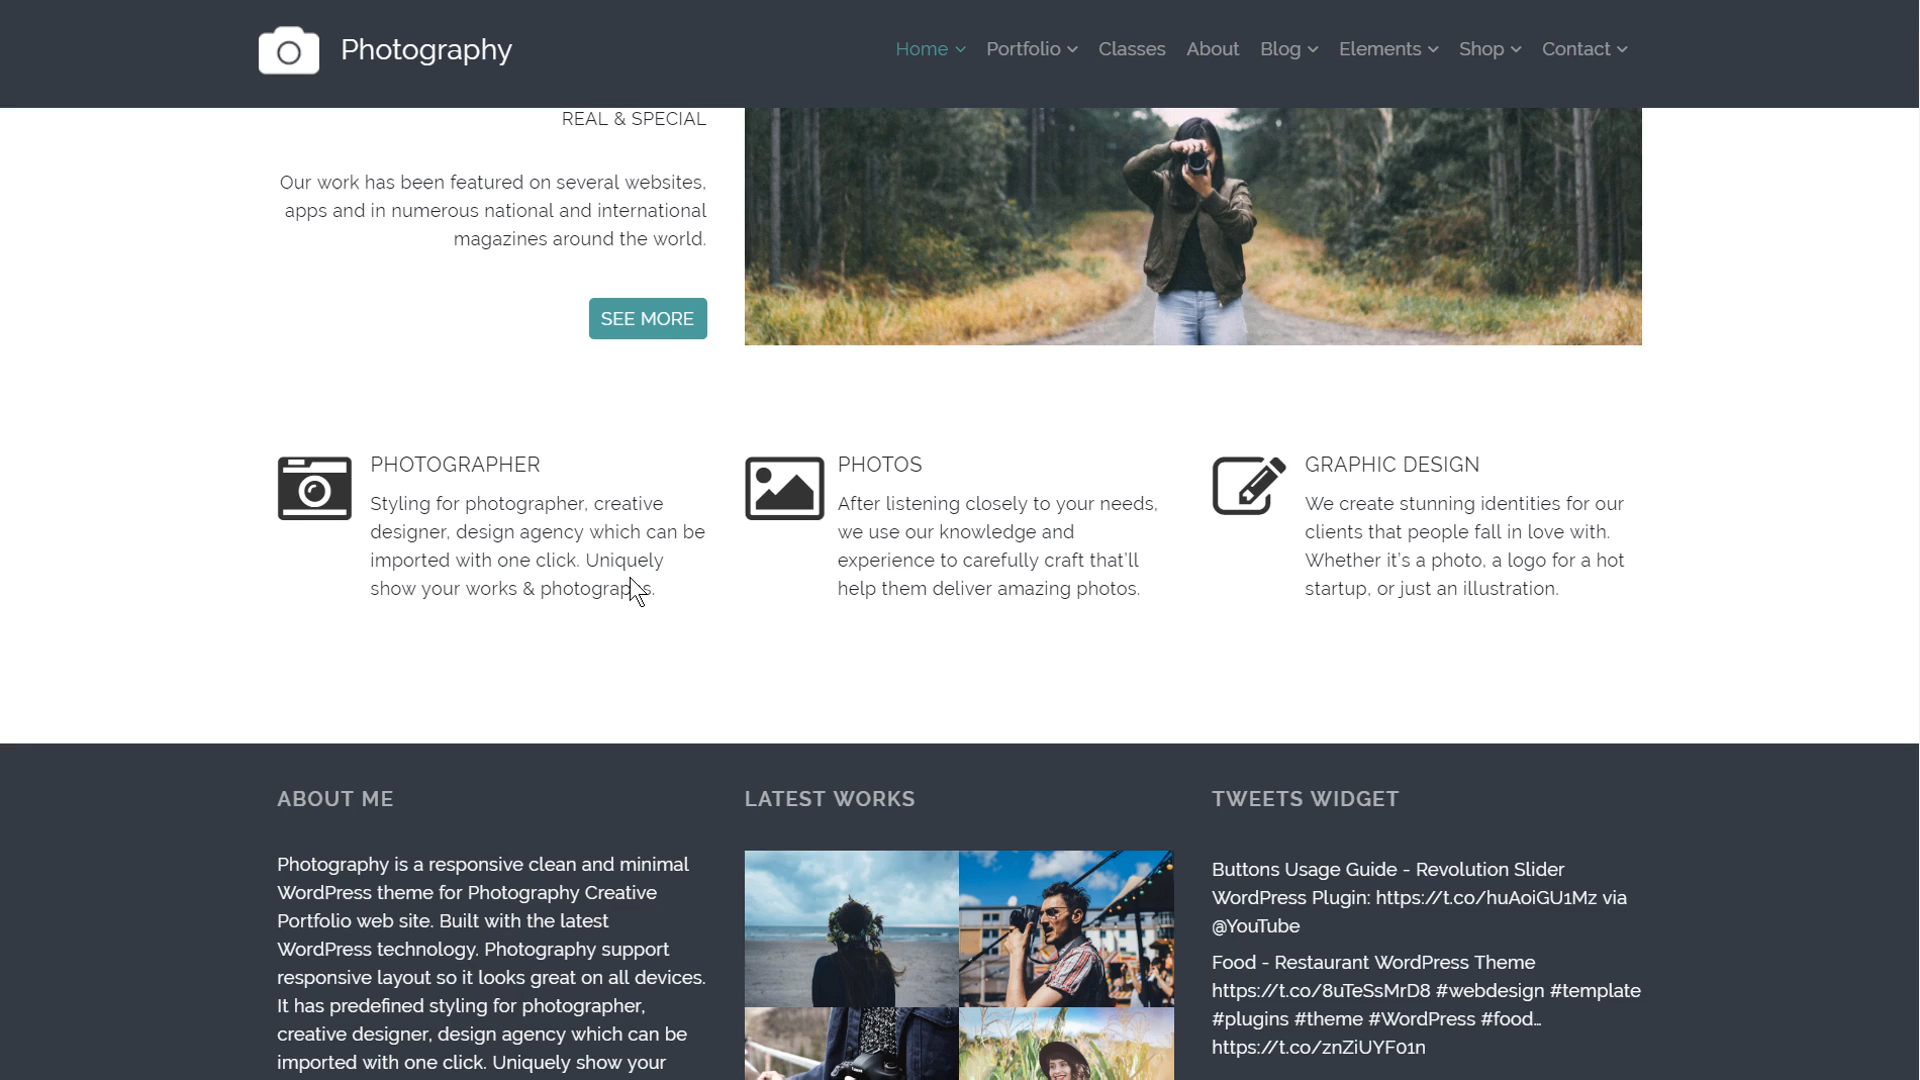 Photography
Home
Portfolio
Classes
About
Blog
Elements
Shop
Contact
REAL & SPECIAL
Our work has been featured on several websites,
apps and in numerous national and international
magazines around the world.
SEE MORE
PHOTOGRAPHER
Styling for photographer, creative
designer, design agency which can be
imported with one click. Uniquely
show your works & photographs.
PHOTOS
After listening closely to your needs,
we use our knowledge and
experience to carefully craft that’ll
help them deliver amazing photos.
GRAPHIC DESIGN
We create stunning identities for our
clients that people fall in love with.
Whether it’s a photo, a logo for a hot
startup, or just an illustration.
ABOUT ME
Photography is a responsive clean and minimal
WordPress theme for Photography Creative
Portfolio web site. Built with the latest
WordPress technology. Photography support
responsive layout so it looks great on all devices.
It has predefined styling for photographer,
creative designer, design agency which can be
imported with one click. Uniquely show your
LATEST WORKS
TWEETS WIDGET
Buttons Usage Guide - Revolution Slider
WordPress Plugin: https://t.co/huAoiGU1Mz via
@YouTube
Food - Restaurant WordPress Theme
https://t.co/8uTeSsMrD8 #webdesign #template
#plugins #theme #WordPress #food…
https://t.co/znZiUYF01n